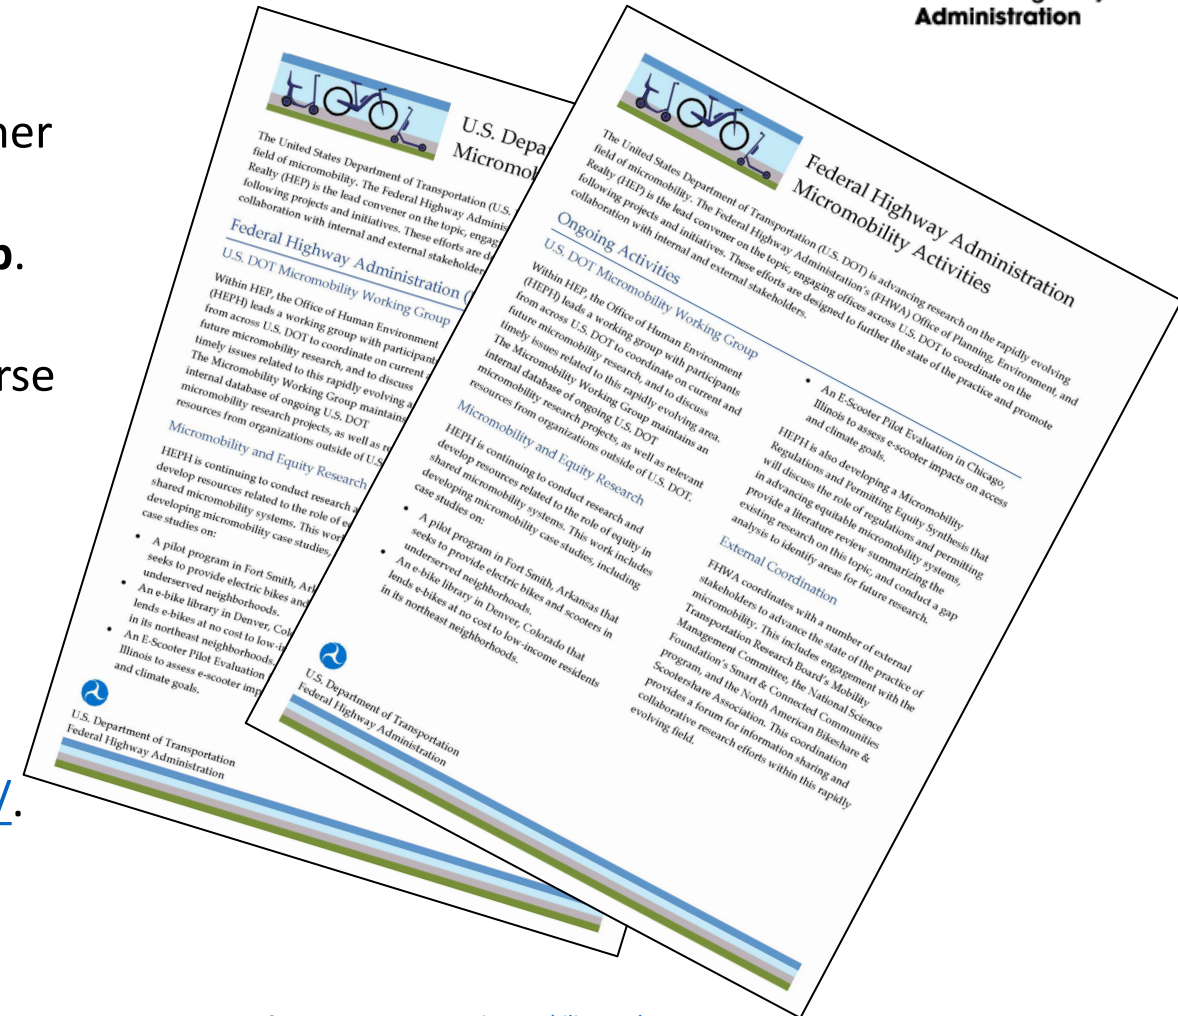 Administration
ner
p.
rse
/.
U.S. Depa
Micromob
The United States Department of Transportation (U.S.
field of micromobility. The Federal Highway Adminis
Realty (HEP) is the lead convener on the topic, engag
following projects and initiatives. These efforts are d
collaboration with internal and external stakeholder
Federal Highway Administration (
U.S. DOT Micromobility Working Group
Within HEP, the Office of Human Environment
(HEPH) leads a working group with participants
from across U.S. DOT to coordinate on current a
future micromobility research, and to discuss
timely issues related to this rapidly evolving a
The Micromobility Working Group maintains
internal database of ongoing U.S. DOT
micromobility research projects, as well as re
resources from organizations outside of U.S
Micromobility and Equity Research
HEPH is continuing to conduct research a
develop resources related to the role of eq
shared micromobility systems. This work
developing micromobility case studies,
case studies on:
• A pilot program in Fort Smith, Ark
seeks to provide electric bikes and
underserved neighborhoods.
• An e-bike library in Denver, Colo
lends e-bikes at no cost to low-in
in its northeast neighborhoods.
• An E-Scooter Pilot Evaluation
Illinois to assess e-scooter imp
and climate goals.
U.S. Department of Transportation
Federal Highway Administration
Federal Highway Administration
Micromobility Activities
The United States Department of Transportation (U.S. DOT) is advancing research on the rapidly evolving
field of micromobility. The Federal Highway Administration's (FHWA) Office of Planning, Environment, and
Realty (HEP) is the lead convener on the topic, engaging offices across U.S. DOT to coordinate on the
following projects and initiatives. These efforts are designed to further the state of the practice and promote
collaboration with internal and external stakeholders.
Ongoing Activities
U.S. DOT Micromobility Working Group
Within HEP, the Office of Human Environment
(HEPH) leads a working group with participants
from across U.S. DOT to coordinate on current and
future micromobility research, and to discuss
timely issues related to this rapidly evolving area.
The Micromobility Working Group maintains an
internal database of ongoing U.S. DOT
micromobility research projects, as well as relevant
resources from organizations outside of U.S. DOT.
Micromobility and Equity Research
HEPH is continuing to conduct research and
develop resources related to the role of equity in
shared micromobility systems. This work includes
developing micromobility case studies, including
case studies on:
• A pilot program in Fort Smith, Arkansas that
seeks to provide electric bikes and scooters in
underserved neighborhoods.
• An e-bike library in Denver, Colorado that
lends e-bikes at no cost to low-income residents
in its northeast neighborhoods.
• An E-Scooter Pilot Evaluation in Chicago,
Illinois to assess e-scooter impacts on access
and climate goals.
HEPH is also developing a Micromobility
Regulations and Permitting Equity Synthesis that
will discuss the role of regulations and permitting
in advancing equitable micromobility systems,
provide a literature review summarizing the
existing research on this topic, and conduct a gap
analysis to identify areas for future research.
External Coordination
FHWA coordinates with a number of external
stakeholders to advance the state of the practice of
micromobility. This includes engagement with the
Transportation Research Board's Mobility
Management Committee, the National Science
Foundation's Smart & Connected Communities
program, and the North American Bikeshare &
Scootershare Association. This coordination
provides a forum for information sharing and
collaborative research efforts within this rapidly
evolving field.
U.S. Department of Transportation
Federal Highway Administration